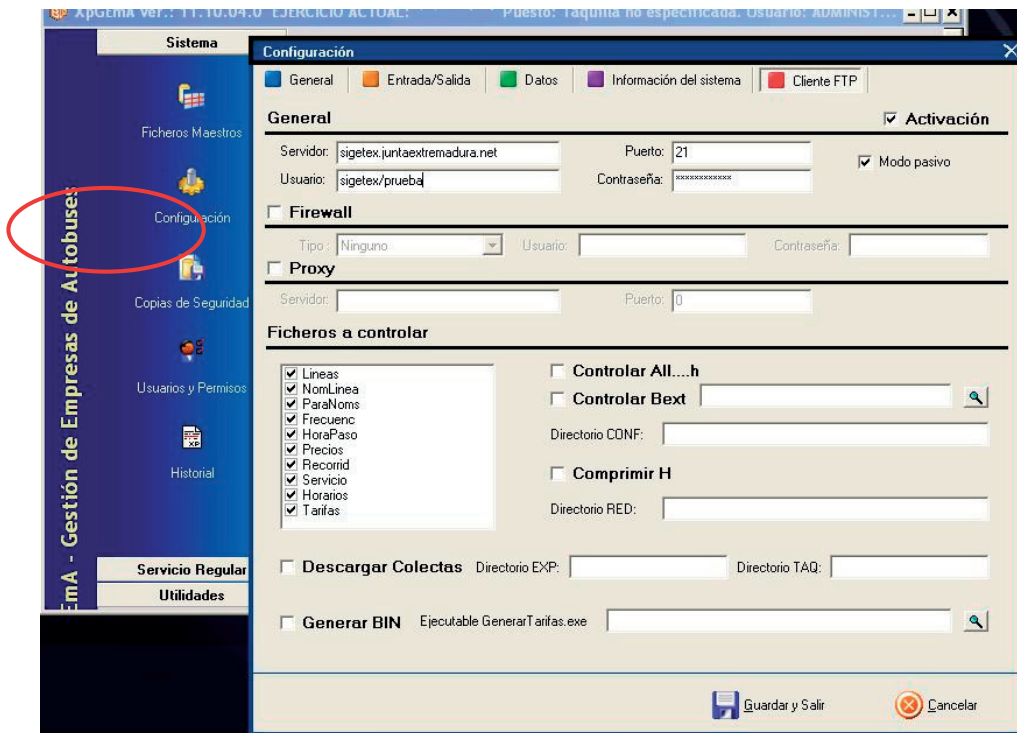 XpGEmA Ver.: 11.10.04.0 EJERCICIO ACTUAL: Puesto: Taquilla no especificada. Usuario: ADMINIST...
Sistema
Ficheros Maestros
Configuración
Copias de Seguridad
Usuarios y Permisos
Historial
Servicio Regular
Utilidades
EmA - Gestión de Empresas de Autobuses
Configuración
General Entrada/Salida Datos Información del sistema Cliente FTP
General Activación
Servidor: sigetex.juntaextremadura.net Puerto: 21 Modo pasivo
Usuario: sigetex/prueba Contraseña: xxxxxxxxxxxx
Firewall
Tipo : Ninguno Usuario: Contraseña:
Proxy
Servidor: Puerto: 0
Ficheros a controlar
Lineas
NomLinea
ParaNoms
Frecuenc
HoraPaso
Precios
Recorrid
Servicio
Horarios
Tarifas
Controlar All....h
Controlar Bext
Directorio CONF:
Comprimir H
Directorio RED:
Descargar Colectas Directorio EXP: Directorio TAQ:
Generar BIN Ejecutable GenerarTarifas.exe
Guardar y Salir Cancelar